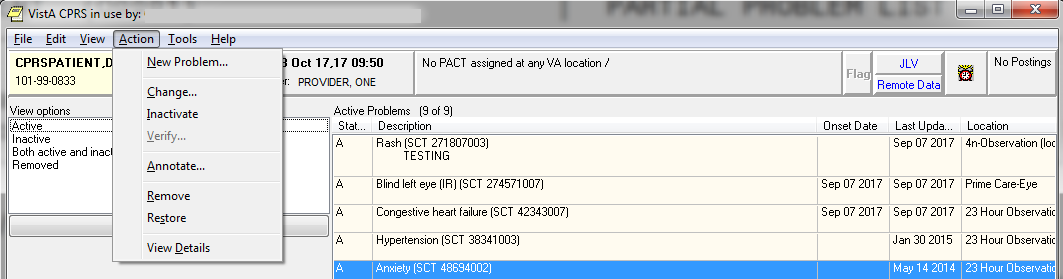 VistA CPRS in use by:
PARTIAL PROBLEM LIST
File Edit View Action Tools Help
CPRSPATIENT,D
101-99-0833
Oct 17,17 09:50
PROVIDER, ONE
No PACT assigned at any VA location /
Flag
JLV
Remote Data
No Postings
New Problem...
Change...
Inactivate
Verify...
Annotate...
Remove
Restore
View Details
View options
Active
Inactive
Both active and inact
Removed
Active Problems (9 of 9)
Stat... Description Onset Date Last Upda... Location
A Rash (SCT 271807003) Sep 07 2017 4n-Observation (loc
TESTING
A Blind left eye (IR) (SCT 274571007) Sep 07 2017 Sep 07 2017 Prime Care-Eye
A Congestive heart failure (SCT 42343007) Sep 07 2017 Sep 07 2017 23 Hour Observatio
A Hypertension (SCT 38341003) Jan 30 2015 23 Hour Observatio
A Anxiety (SCT 48694002) May 14 2014 23 Hour Observatio